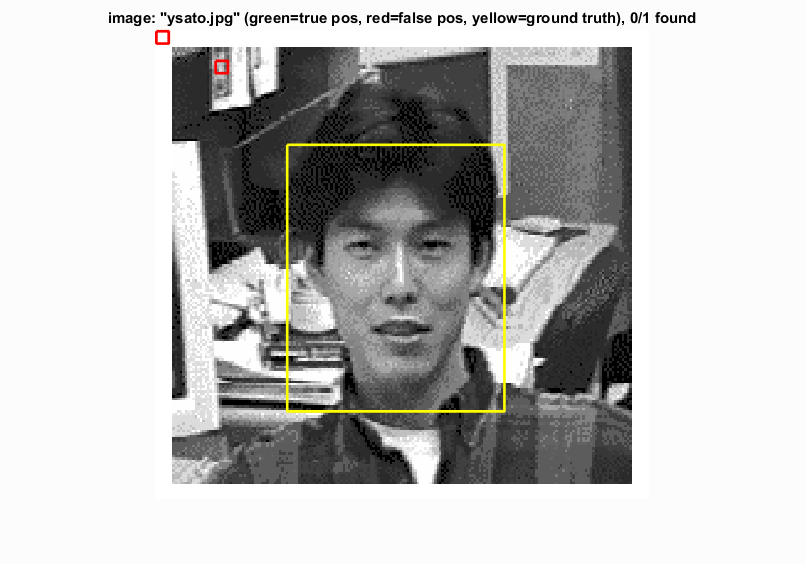 image: "ysato.jpg" (green=true pos, red=false pos, yellow=ground truth), 0/1 found